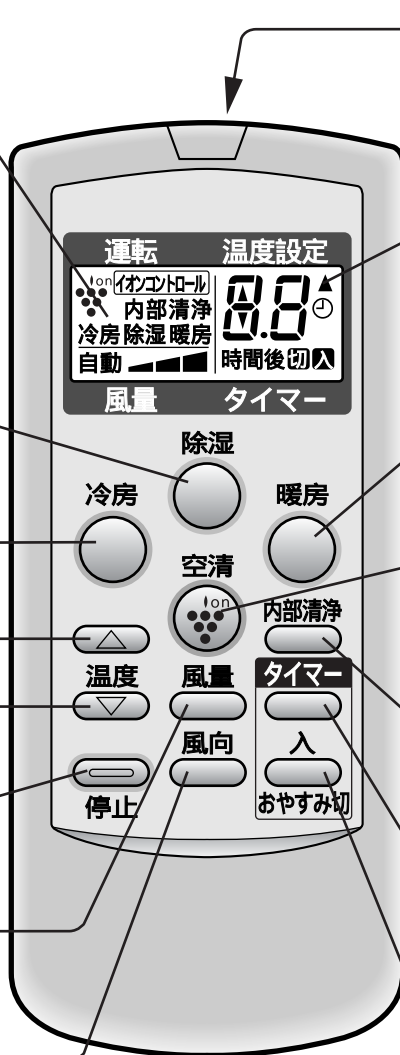 運転 温度設定
ion イオンコントロール 8.8
内部清浄
冷房 除湿 暖房
自動 時間後 切 入
風量 タイマー
除湿
冷房 暖房
空清
ion 内部清浄
温度 風量 タイマー
風向 入
停止 おやすみ切